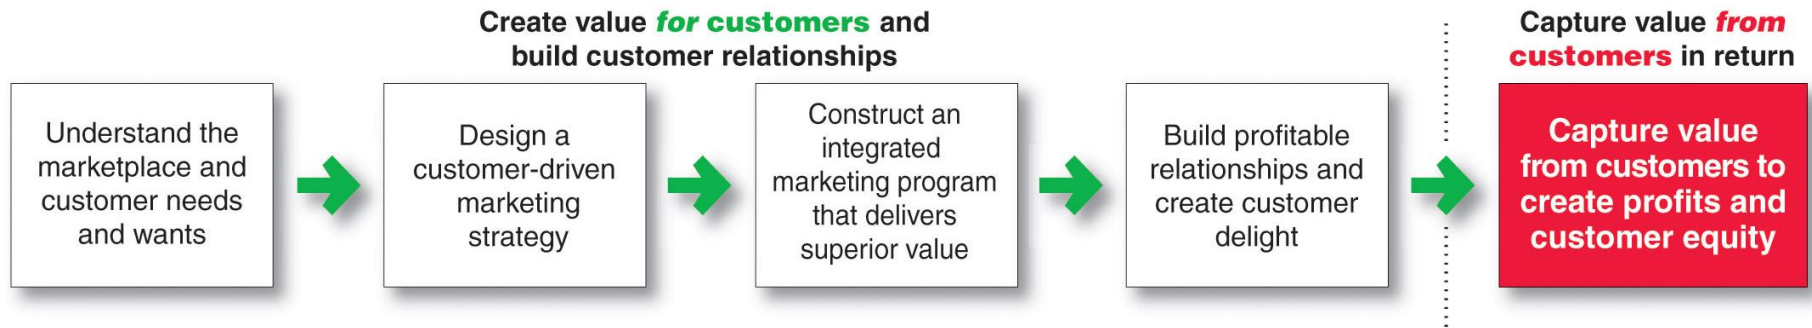 Create value for customers and
build customer relationships
Capture value from
customers in return
Understand the
marketplace and
customer needs
and wants
Design a
customer-driven
marketing
strategy
Construct an
integrated
marketing program
that delivers
superior value
Build profitable
relationships and
create customer
delight
Capture value
from customers to
create profits and
customer equity